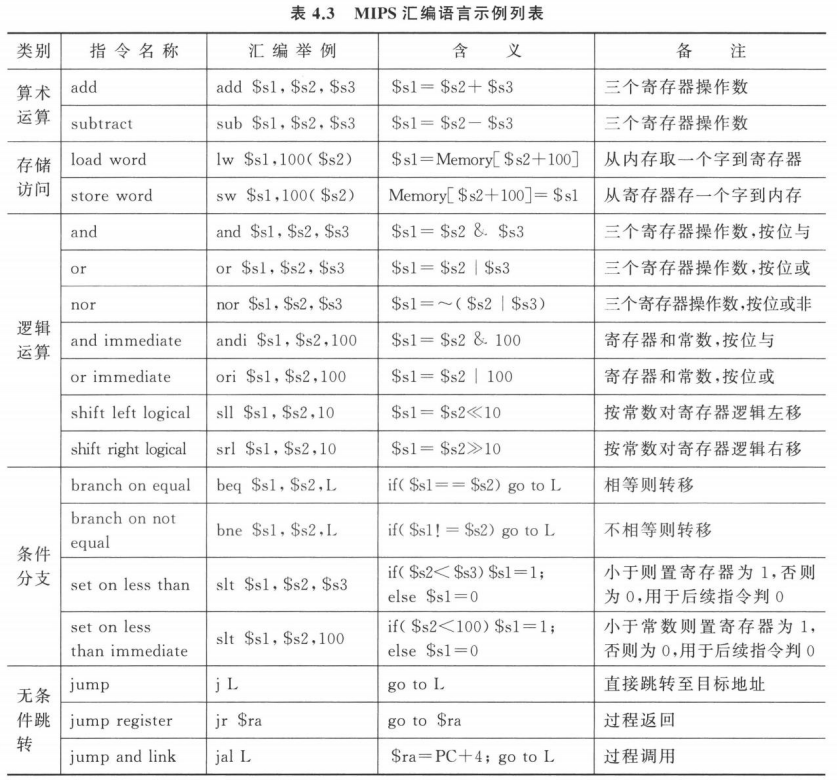 表 4.3 MIPS 汇编语言示例列表
类别 指令名称 汇编举例 含义 备注
算术运算 add add $s1, $s2, $s3 $s1= $s2+ $s3 三个寄存器操作数
subtract sub $s1, $s2, $s3 $s1= $s2- $s3 三个寄存器操作数
存储访问 load word lw $s1,100( $s2) $s1=Memory[ $s2+100] 从内存取一个字到寄存器
store word sw $s1,100( $s2) Memory[ $s2+100]= $s1 从寄存器存一个字到内存
逻辑运算 and and $s1, $s2, $s3 $s1= $s2 & $s3 三个寄存器操作数,按位与
or or $s1, $s2, $s3 $s1= $s2 | $s3 三个寄存器操作数,按位或
nor nor $s1, $s2, $s3 $s1=~( $s2 | $s3) 三个寄存器操作数,按位或非
and immediate andi $s1, $s2,100 $s1= $s2 & 100 寄存器和常数,按位与
or immediate ori $s1, $s2,100 $s1= $s2 | 100 寄存器和常数,按位或
shift left logical sll $s1, $s2,10 $s1= $s2≪10 按常数对寄存器逻辑左移
shift right logical srl $s1, $s2,10 $s1= $s2≫10 按常数对寄存器逻辑右移
条件分支 branch on equal beq $s1, $s2,L if( $s1== $s2) go to L 相等则转移
branch on not equal bne $s1, $s2,L if( $s1!= $s2) go to L 不相等则转移
set on less than slt $s1, $s2, $s3 if( $s2< $s3) $s1=1; else $s1=0 小于则置寄存器为 1,否则为 0,用于后续指令判 0
set on less than immediate slt $s1, $s2,100 if( $s2<100) $s1=1; else $s1=0 小于常数则置寄存器为 1,否则为 0,用于后续指令判 0
无条件跳转 jump j L go to L 直接跳转至目标地址
jump register jr $ra go to $ra 过程返回
jump and link jal L $ra=PC+4; go to L 过程调用